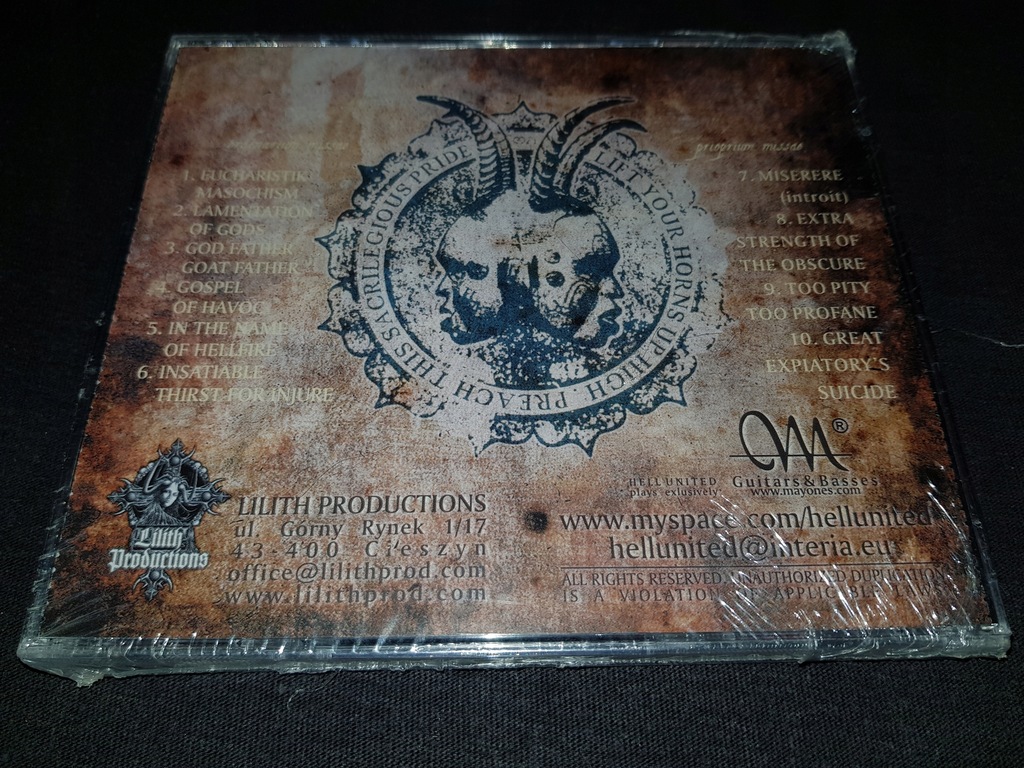 1. EUCHARISTIK
MASOCHISM
2. LAMENTATION
OF GODS
3. GOD FATHER
GOAT FATHER
4. GOSPEL
OF HAVOC
5. IN THE NAME
OF HELLFIRE
6. INSATIABLE
THIRST FOR INJURE
LIFT YOUR HORNS UP HIGH. PREACH THIS SACRILEGIOUS PRIDE
proprium missae
7. MISERERE
(introit)
8. EXTRA
STRENGTH OF
THE OBSCURE
9. TOO PITY
TOO PROFANE
10. GREAT
EXPIATORY'S
SUICIDE
Lilith
Productions
LILITH PRODUCTIONS
ul. Górny Rynek 1/17
43-400 Cieszyn
office@lilithprod.com
www.lilithprod.com
M®
HELL UNITED
plays exclusively
Guitars & Basses
www.mayones.com
www.myspace.com/hellunited
hellunited@interia.eu
ALL RIGHTS RESERVED. UNAUTHORIZED DUPLICATION
IS A VIOLATION OF APPLICABLE LAWS